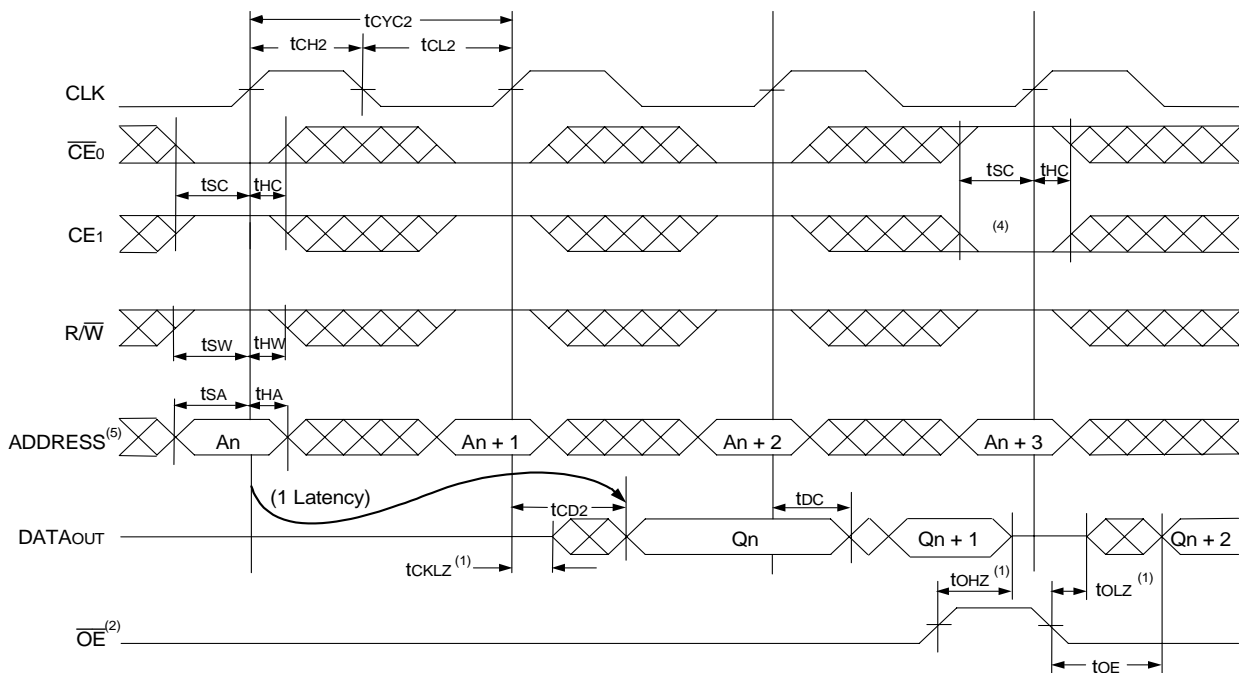 tCYC2
tCH2 tCL2
CLK
CE0
tSC tHC tSC tHC
CE1 (4)
R/W
tSW tHW
tSA tHA
ADDRESS(5) An An + 1 An + 2 An + 3
(1 Latency) tCD2 tDC
DATAOUT Qn Qn + 1 Qn + 2
tCKLZ (1) tOHZ (1) tOLZ (1)
OE(2)
tOE